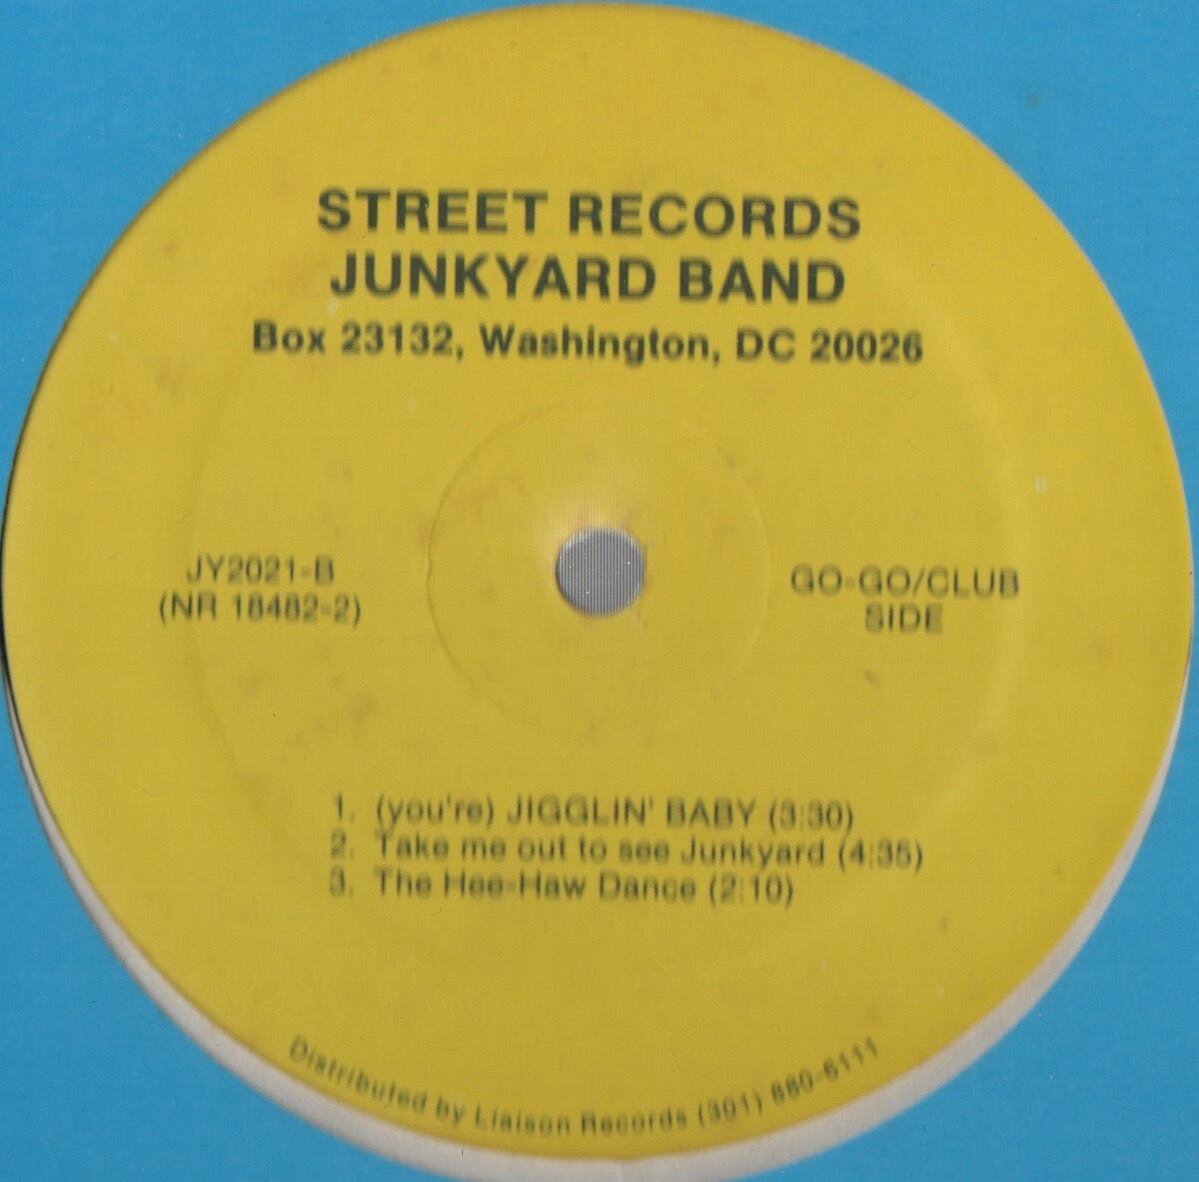 STREET RECORDS
JUNKYARD BAND
Box 23132, Washington, DC 20026
JY2021-B
(NR 18482-2)
GO-GO/CLUB
SIDE
1. (you're) JIGGLIN' BABY (3:30)
2. Take me out to see Junkyard (4:35)
3. The Hee-Haw Dance (2:10)
Distributed by Liaison Records (301)